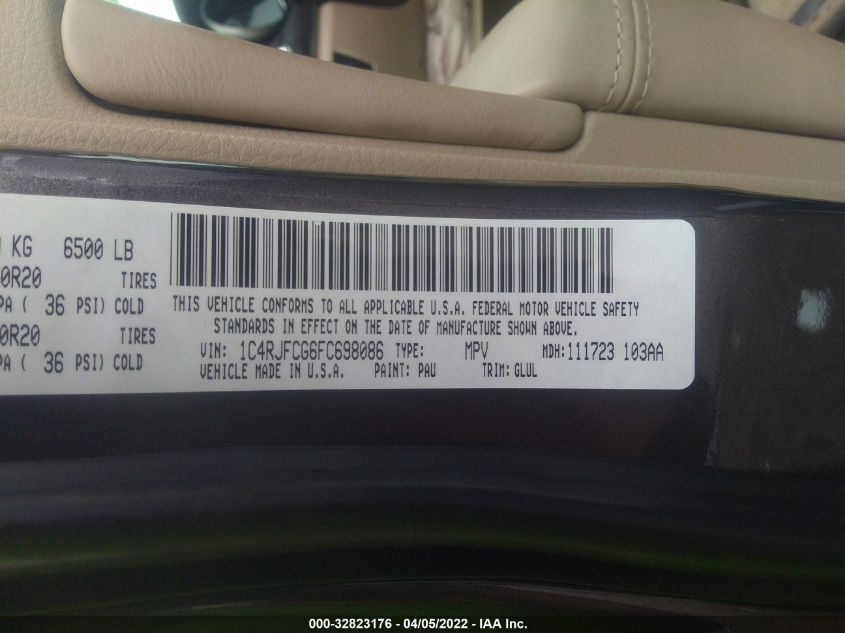 KG 6500 LB
0R20 TIRES
PA ( 36 PSI) COLD
0R20 TIRES
PA ( 36 PSI) COLD
THIS VEHICLE CONFORMS TO ALL APPLICABLE U.S.A. FEDERAL MOTOR VEHICLE SAFETY
STANDARDS IN EFFECT ON THE DATE OF MANUFACTURE SHOWN ABOVE.
VIN: 1C4RJFCG6FC698086 TYPE: MPV MDH:111723 103AA
VEHICLE MADE IN U.S.A. PAINT: PAU TRIM: GLUL
000-32823176 - 04/05/2022 - IAA Inc.